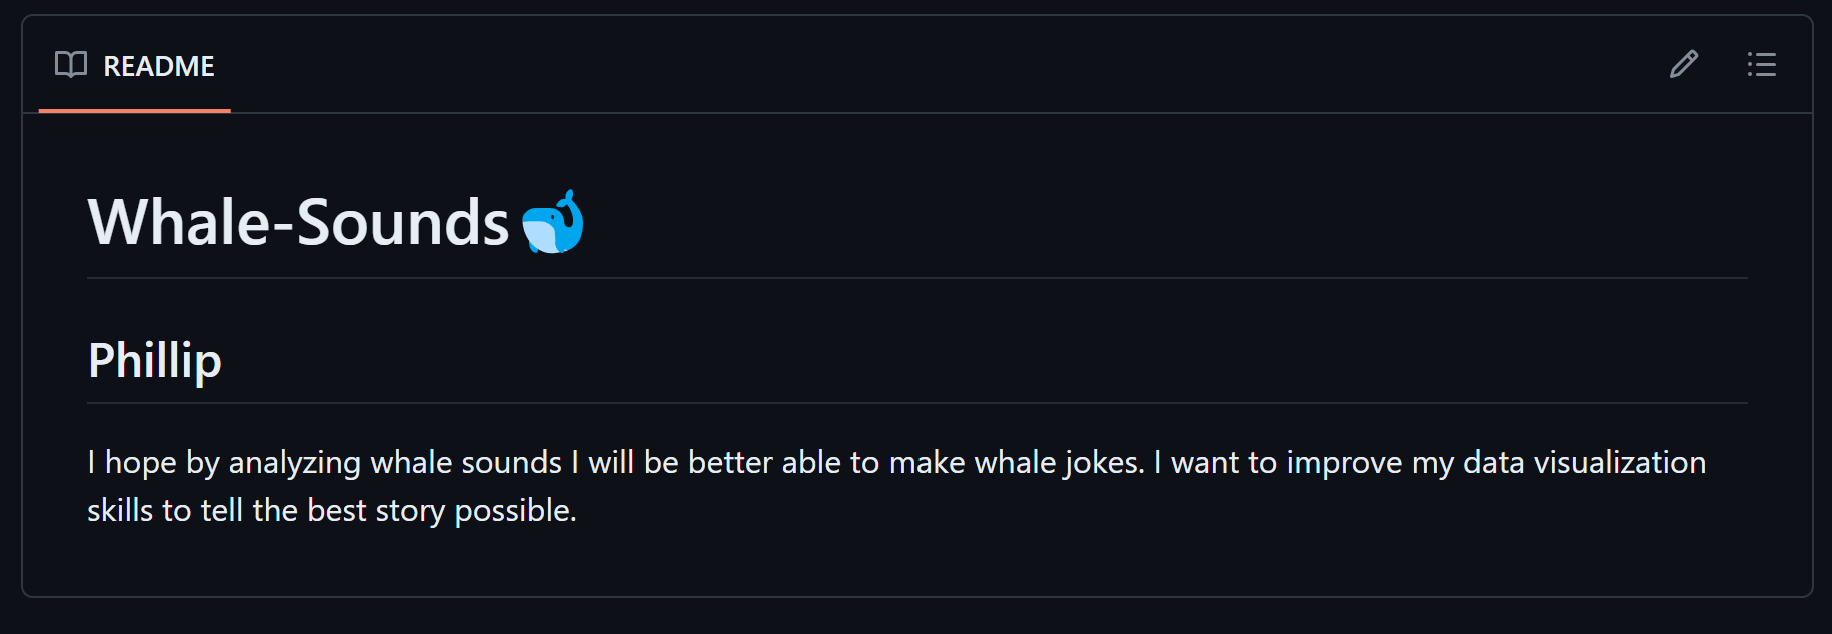 README
Whale-Sounds🐳
Phillip
I hope by analyzing whale sounds I will be better able to make whale jokes. I want to improve my data visualization
skills to tell the best story possible.